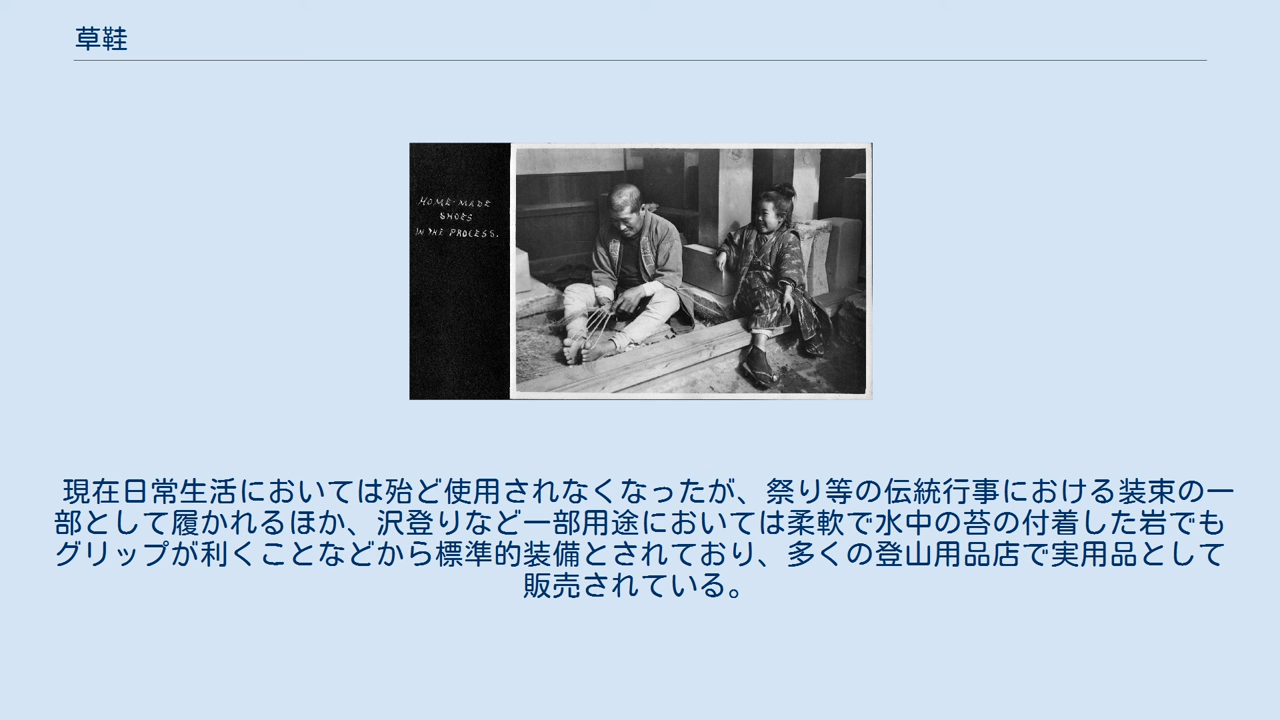 草鞋
HOME-MADE
SHOES
IN THE PROCESS.
現在日常生活においては殆ど使用されなくなったが、祭り等の伝統行事における装束の一
部として履かれるほか、沢登りなど一部用途においては柔軟で水中の苔の付着した岩でも
グリップが利くことなどから標準的装備とされており、多くの登山用品店で実用品として
販売されている。